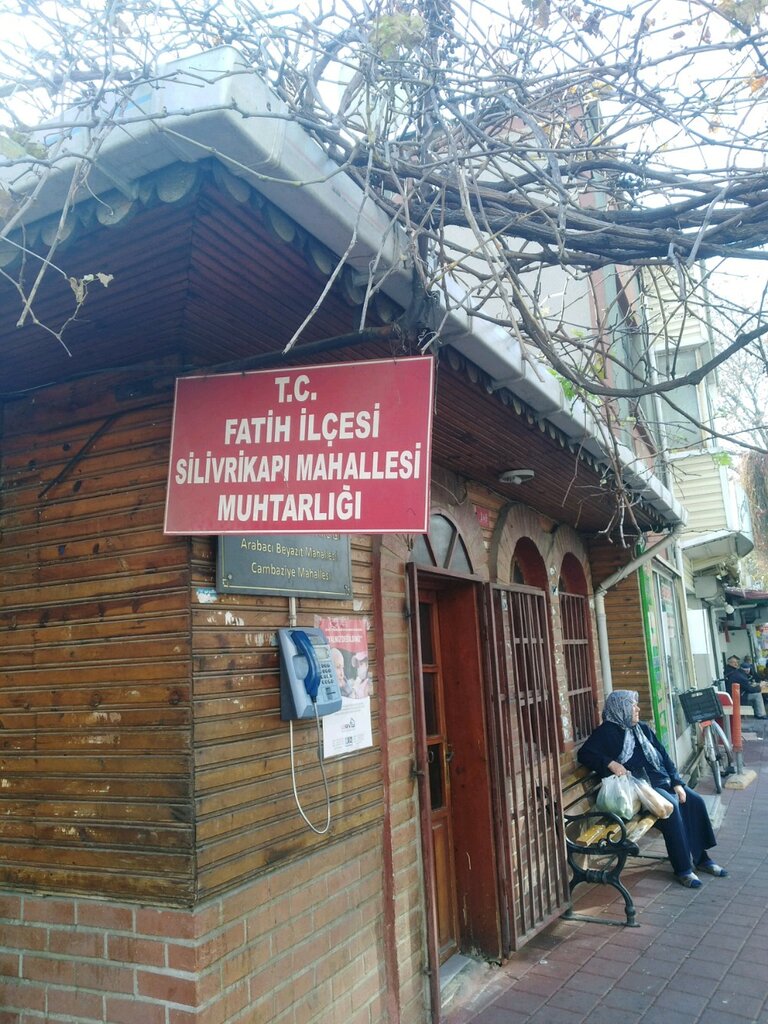 T.C.
FATİH İLÇESİ
SİLİVRİKAPI MAHALLESİ
MUHTARLIĞI
Arabacı Beyazıt Mahallesi
Cambaziye Mahallesi